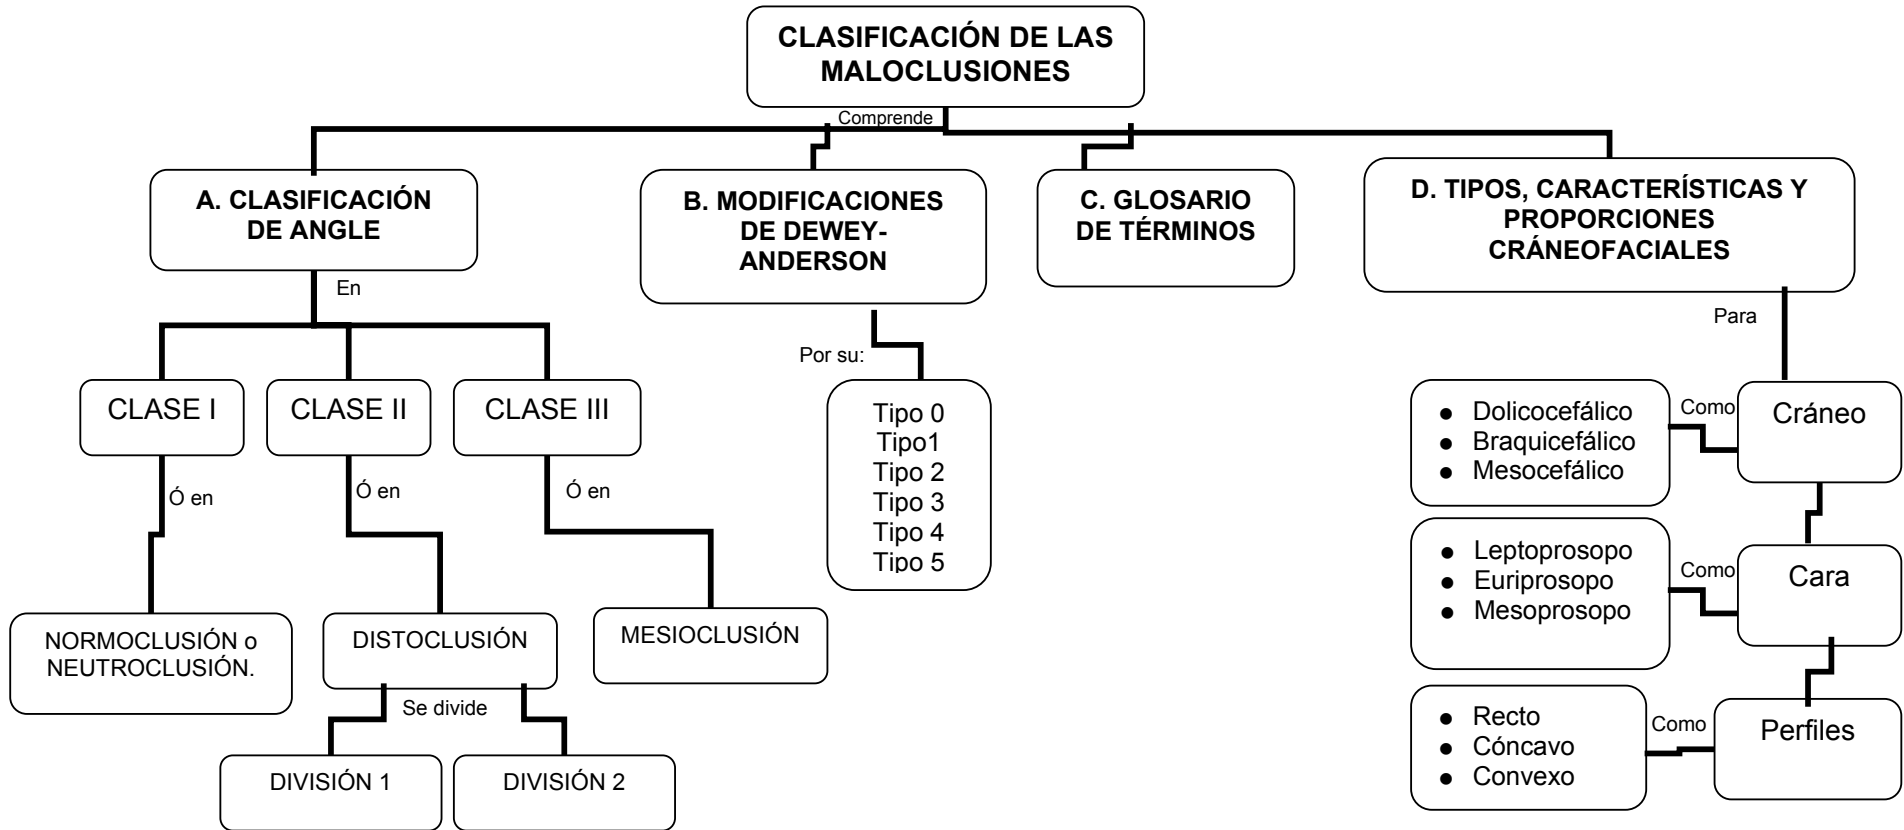 CLASIFICACIÓN DE LAS
MALOCLUSIONES
Comprende
A. CLASIFICACIÓN
DE ANGLE
B. MODIFICACIONES
DE DEWEY-
ANDERSON
C. GLOSARIO
DE TÉRMINOS
D. TIPOS, CARACTERÍSTICAS Y
PROPORCIONES
CRÁNEOFACIALES
En
CLASE I
CLASE II
CLASE III
Ó en
Ó en
Ó en
NORMOCLUSIÓN o
NEUTROCLUSIÓN.
DISTOCLUSIÓN
MESIOCLUSIÓN
Se divide
DIVISIÓN 1
DIVISIÓN 2
Por su:
Tipo 0
Tipo1
Tipo 2
Tipo 3
Tipo 4
Tipo 5
Para
Cráneo
Como
● Dolicocefálico
● Braquicefálico
● Mesocefálico
Cara
Como
● Leptoprosopo
● Euriprosopo
● Mesoprosopo
Perfiles
Como
● Recto
● Cóncavo
● Convexo